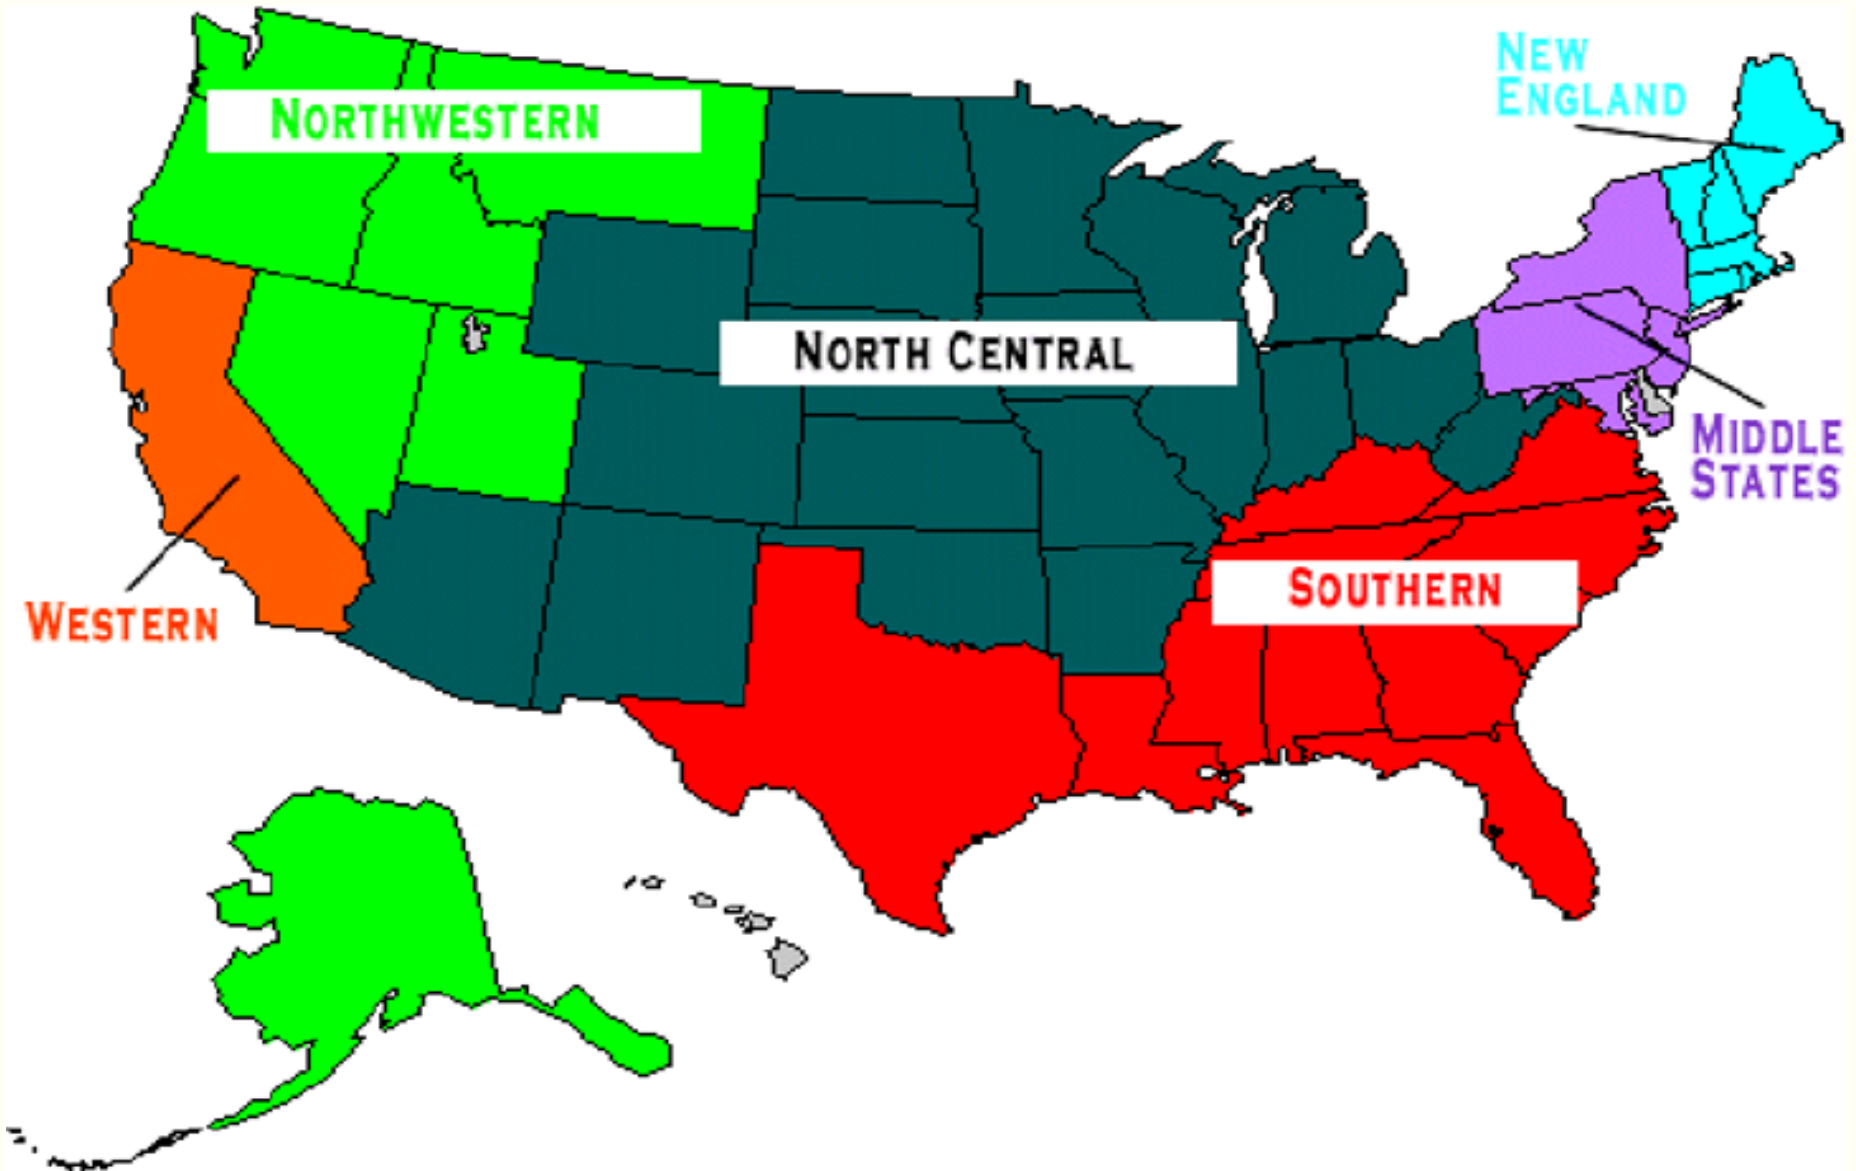 NORTHWESTERN
NEW
ENGLAND
NORTH CENTRAL
MIDDLE
STATES
SOUTHERN
WESTERN